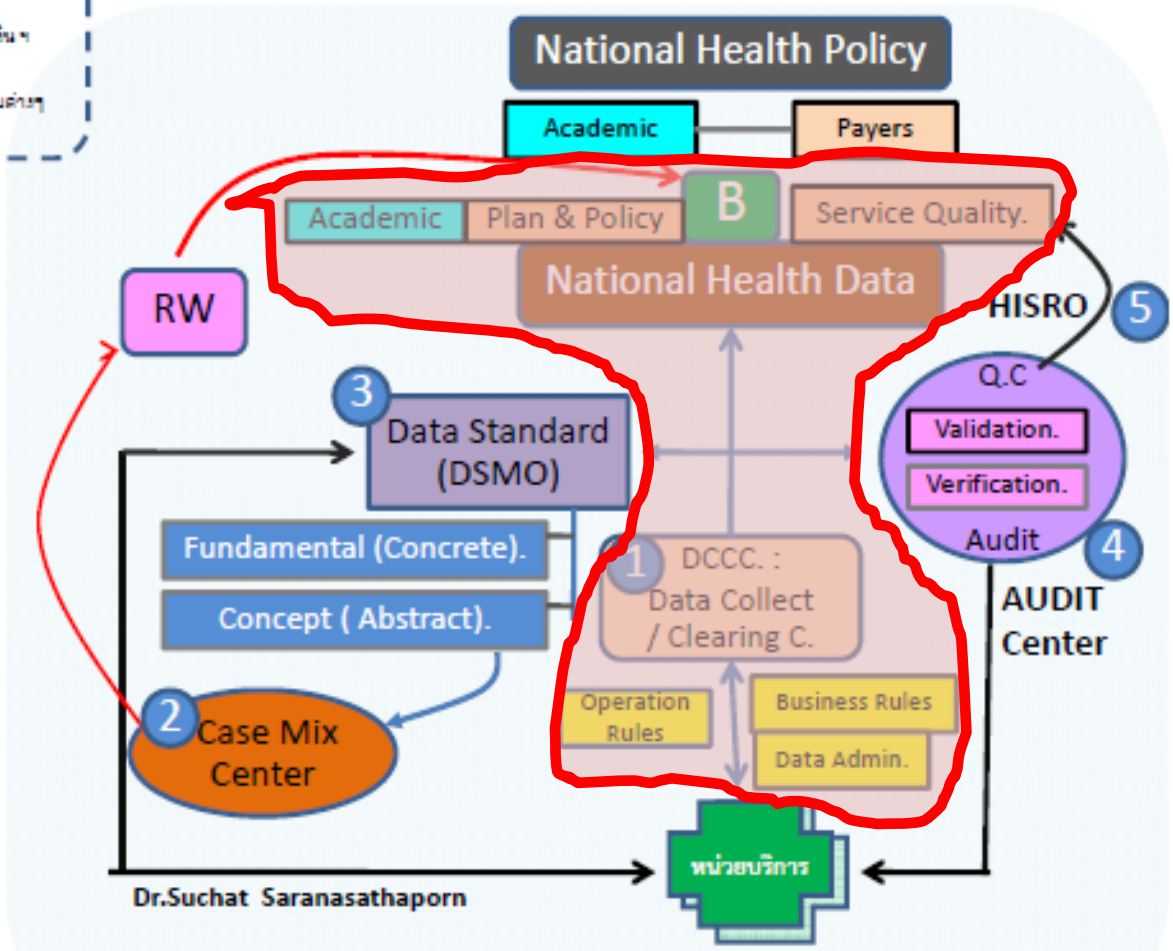 National Health Policy
Academic
Payers
Academic
Plan & Policy
B
Service Quality.
National Health Data
RW
HISRO
5
3
Data Standard
(DSMO)
Q.C
Validation.
Verification.
Audit
4
Fundamental (Concrete).
Concept ( Abstract).
1
DCCC. :
Data Collect
/ Clearing C.
AUDIT
Center
2
Case Mix
Center
Operation
Rules
Business Rules
Data Admin.
หน่วยบริการ
Dr.Suchat Saranasathaporn